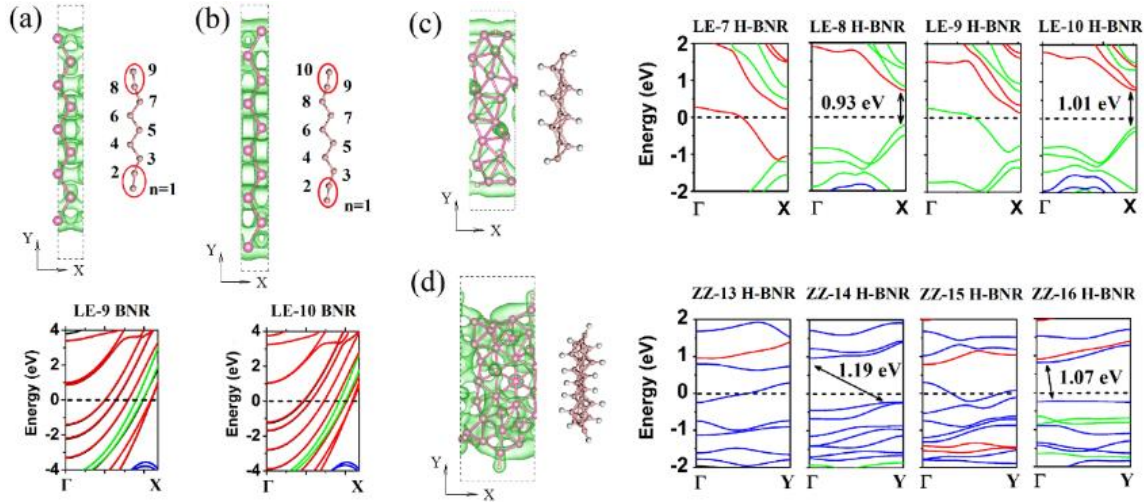 (a)
9
8
7
6
5
4
3
2
n=1
Y
X
(b)
10
9
8
7
6
5
4
3
2
n=1
Y
X
LE-9 BNR
Energy (eV)
4
2
0
-2
-4
Γ X
LE-10 BNR
Energy (eV)
4
2
0
-2
-4
Γ X
(c)
Y
X
LE-7 H-BNR LE-8 H-BNR LE-9 H-BNR LE-10 H-BNR
Energy (eV)
2
1
0
-1
-2
0.93 eV
1.01 eV
Γ X Γ X Γ X Γ X
(d)
Y
X
ZZ-13 H-BNR ZZ-14 H-BNR ZZ-15 H-BNR ZZ-16 H-BNR
Energy (eV)
2
1
0
-1
-2
1.19 eV
1.07 eV
Γ Y Γ Y Γ Y Γ Y